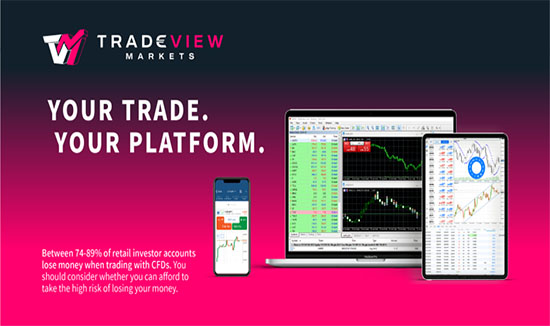 TRADEVIEW
MARKETS
YOUR TRADE.
YOUR PLATFORM.
Between 74-89% of retail investor accounts
lose money when trading with CFDs. You
should consider whether you can afford to
take the high risk of losing your money.